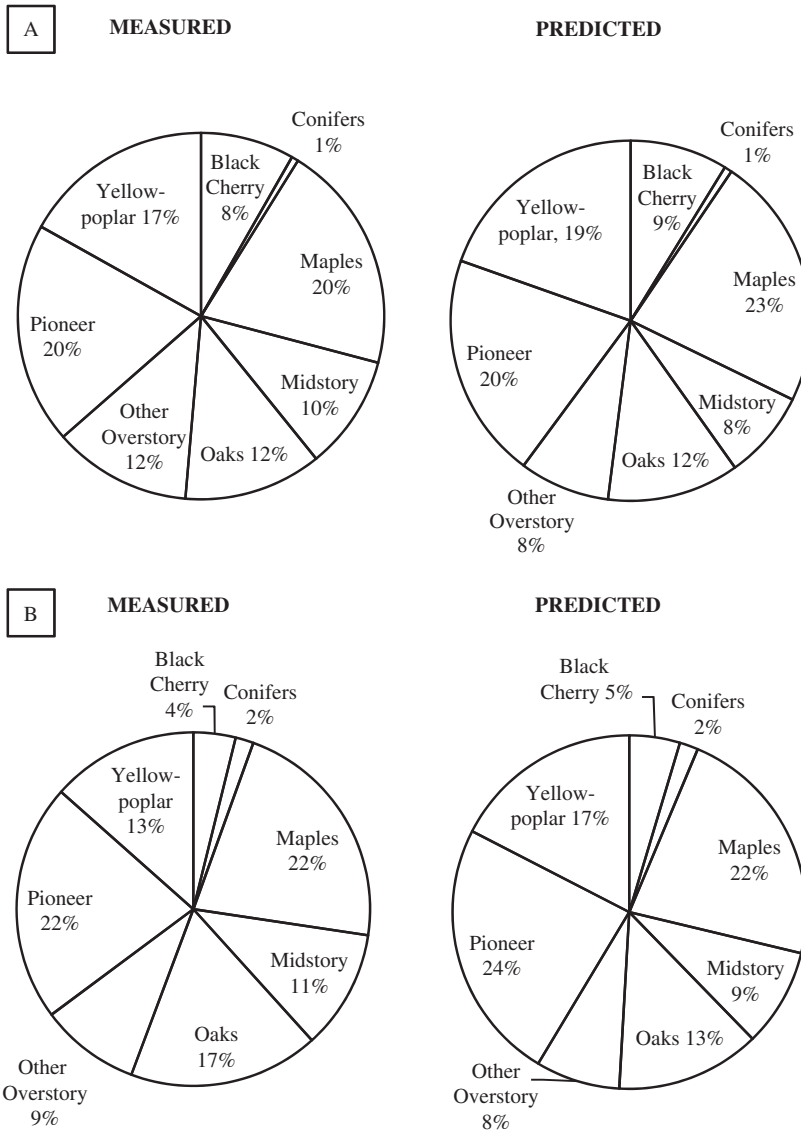 A
MEASURED
PREDICTED
Conifers
1%
Black
Cherry
8%
Yellow-
poplar 17%
Maples
20%
Pioneer
20%
Midstory
10%
Other
Overstory
12%
Oaks 12%
Conifers
1%
Black
Cherry
9%
Yellow-
poplar, 19%
Maples
23%
Pioneer
20%
Midstory
8%
Oaks 12%
Other
Overstory
8%
B
MEASURED
PREDICTED
Black
Cherry
4%
Conifers
2%
Yellow-
poplar
13%
Maples
22%
Pioneer
22%
Midstory
11%
Oaks
17%
Other
Overstory
9%
Black
Cherry 5%
Conifers
2%
Yellow-
poplar 17%
Maples
22%
Pioneer
24%
Midstory
9%
Oaks 13%
Other
Overstory
8%